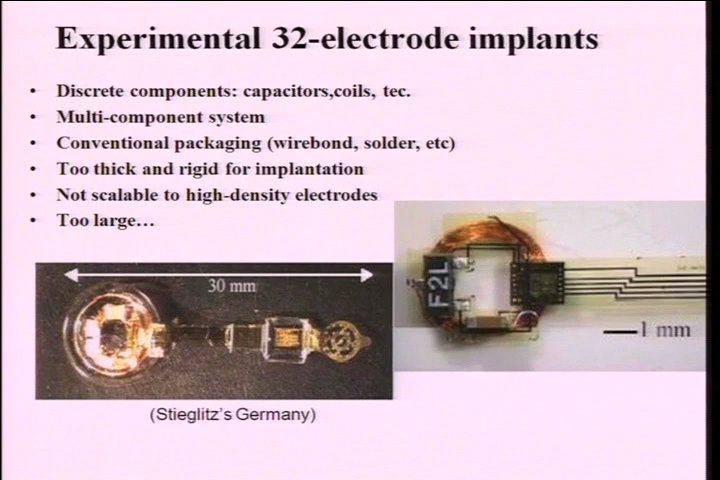 Experimental 32-electrode implants
• Discrete components: capacitors,coils, tec.
• Multi-component system
• Conventional packaging (wirebond, solder, etc)
• Too thick and rigid for implantation
• Not scalable to high-density electrodes
• Too large…
30 mm
F2L
1 mm
(Stieglitz's Germany)